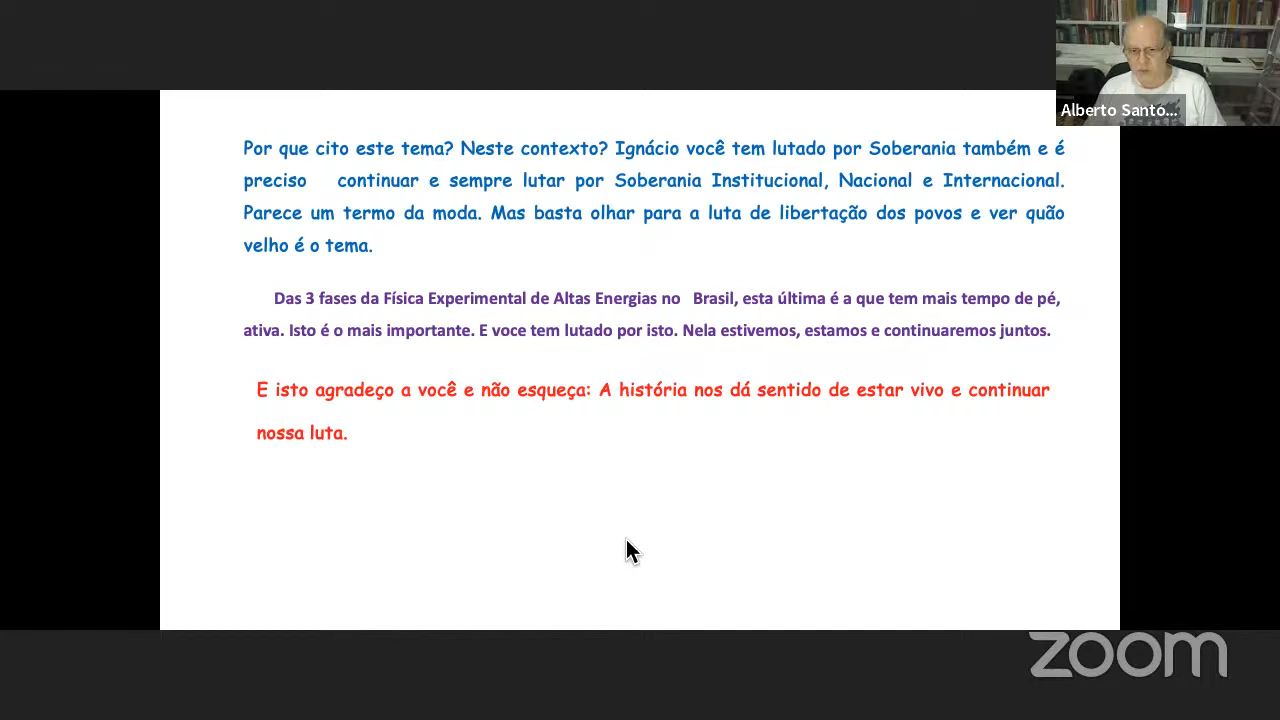 Alberto Santo...
Por que cito este tema? Neste contexto? Ignácio você tem lutado por Soberania também e é
preciso continuar e sempre lutar por Soberania Institucional, Nacional e Internacional.
Parece um termo da moda. Mas basta olhar para a luta de libertação dos povos e ver quão
velho é o tema.
Das 3 fases da Física Experimental de Altas Energias no Brasil, esta última é a que tem mais tempo de pé,
ativa. Isto é o mais importante. E voce tem lutado por isto. Nela estivemos, estamos e continuaremos juntos.
E isto agradeço a você e não esqueça: A história nos dá sentido de estar vivo e continuar
nossa luta.
zoom